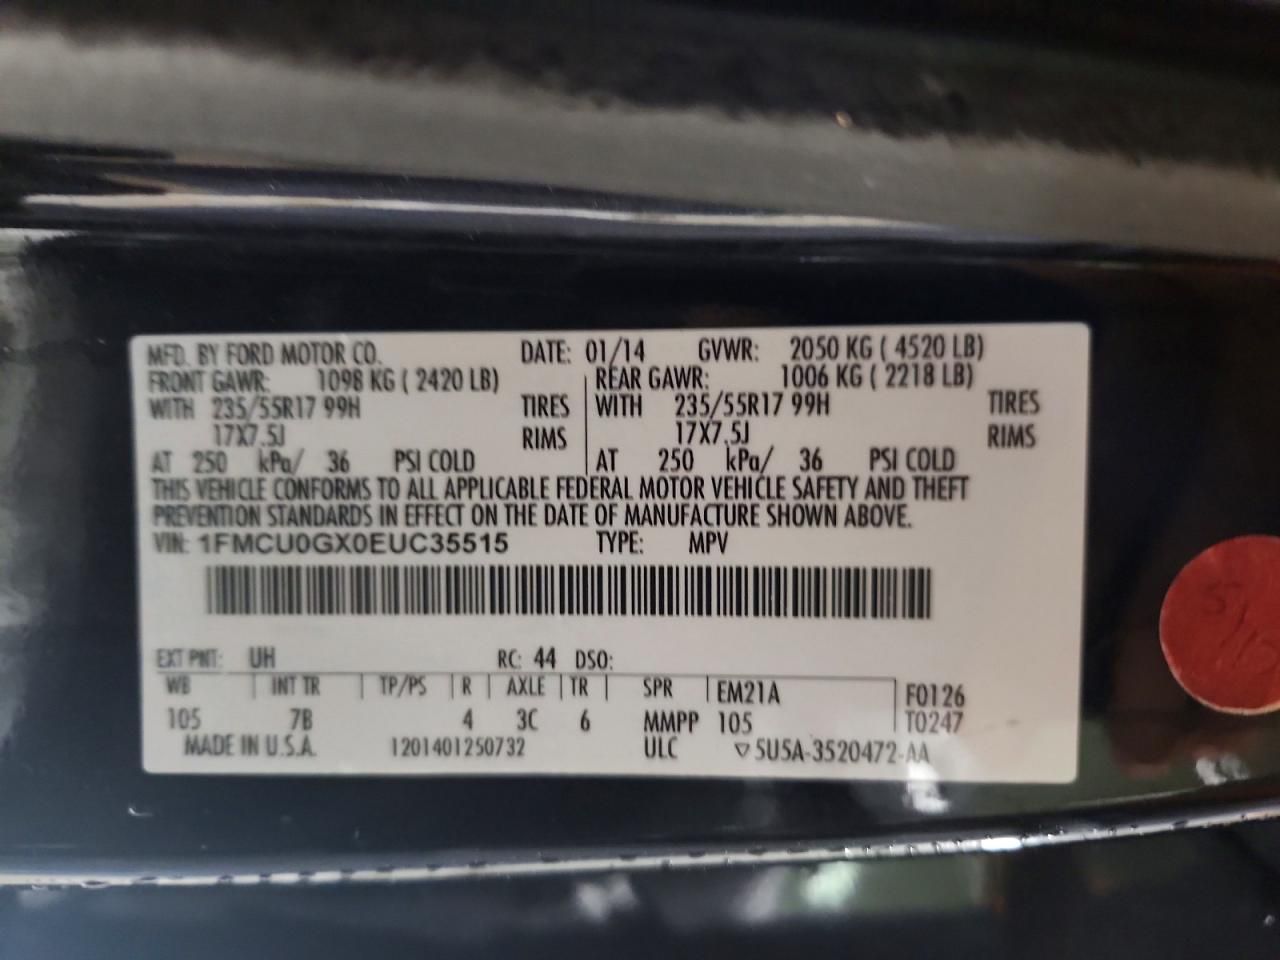 MFD. BY FORD MOTOR CO. DATE: 01/14 GVWR: 2050 KG ( 4520 LB)
FRONT GAWR: 1098 KG ( 2420 LB) REAR GAWR: 1006 KG ( 2218 LB)
WITH 235/55R17 99H TIRES WITH 235/55R17 99H TIRES
17X7.5J RIMS 17X7.5J RIMS
AT 250 kPa/ 36 PSI COLD AT 250 kPa/ 36 PSI COLD
THIS VEHICLE CONFORMS TO ALL APPLICABLE FEDERAL MOTOR VEHICLE SAFETY AND THEFT
PREVENTION STANDARDS IN EFFECT ON THE DATE OF MANUFACTURE SHOWN ABOVE.
VIN: 1FMCU0GX0EUC35515 TYPE: MPV
EXT PNT: UH RC: 44 DSO:
WB INT TR TP/PS R AXLE TR SPR EM21A F0126
105 7B 4 3C 6 MMPP 105 T0247
MADE IN U.S.A. 1201401250732 ULC ▽5U5A-3520472-AA